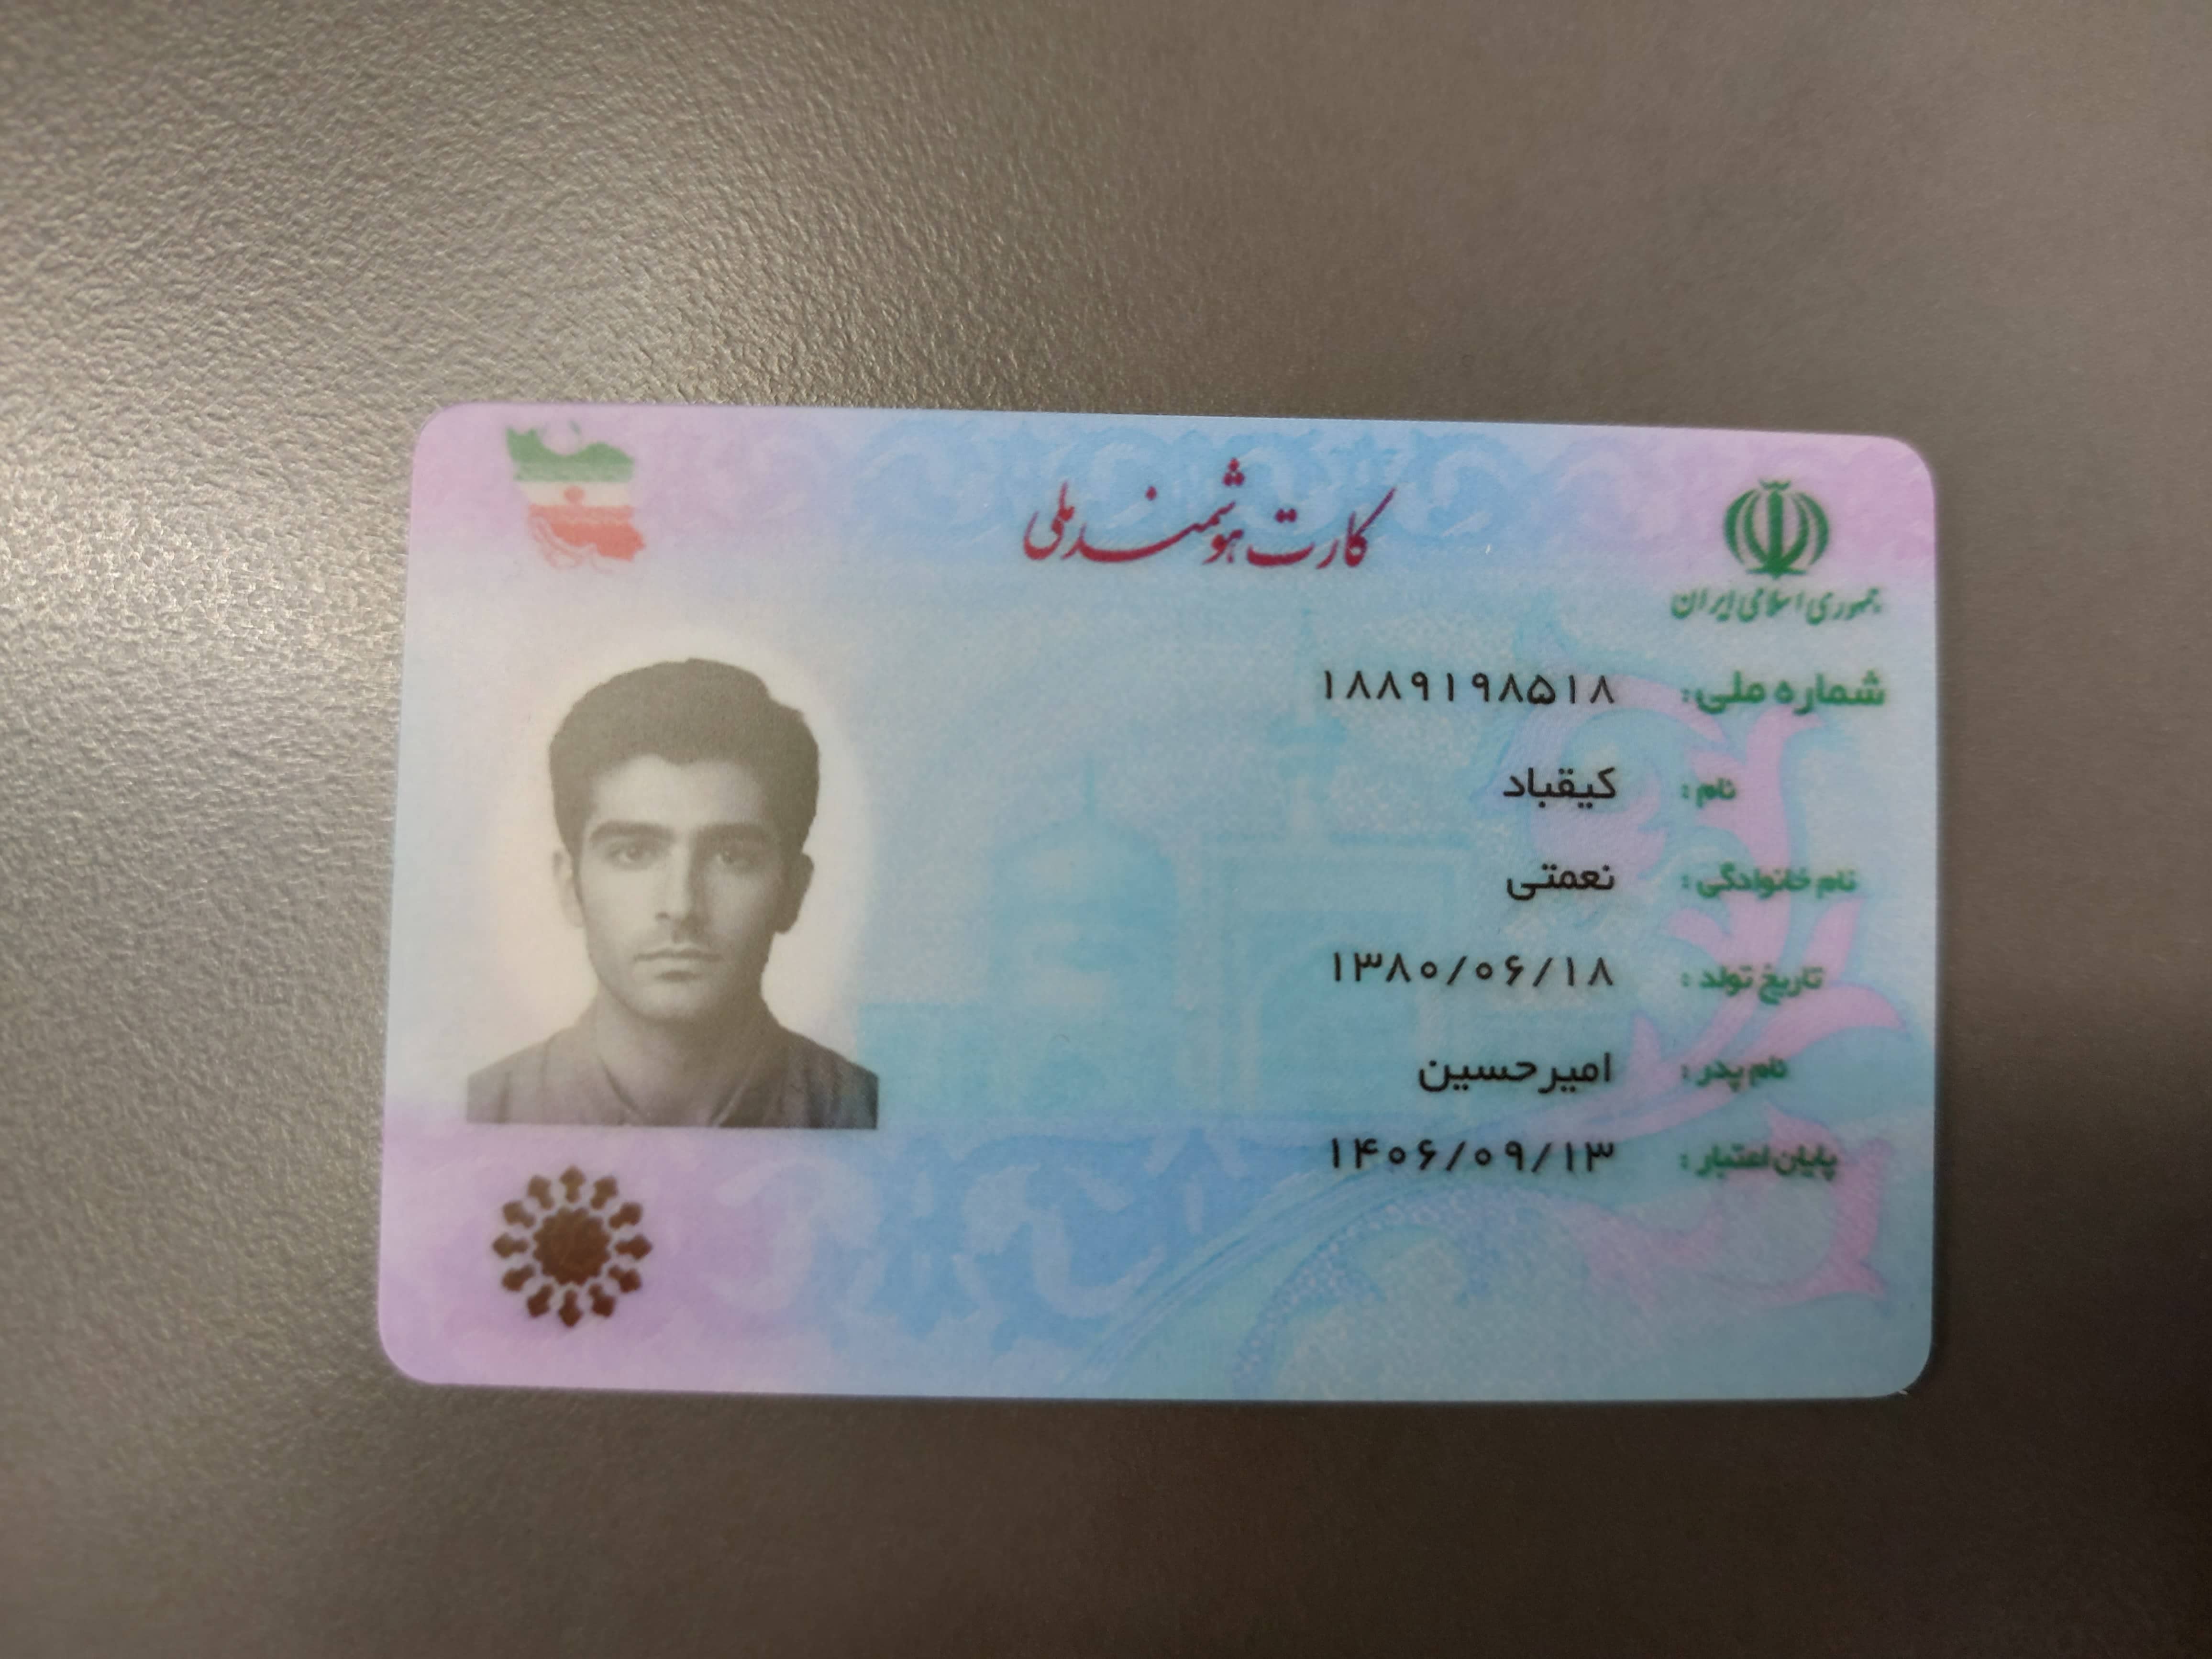 کارت هوشمند ملی
جمهوری اسلامی ایران
شماره ملی: ۱۸۸۹۱۹۸۵۱۸
نام: کیقباد
نام خانوادگی: نعمتی
تاریخ تولد: ۱۳۸۰/۰۶/۱۸
نام پدر: امیرحسین
پایان اعتبار: ۱۴۰۶/۰۹/۱۳